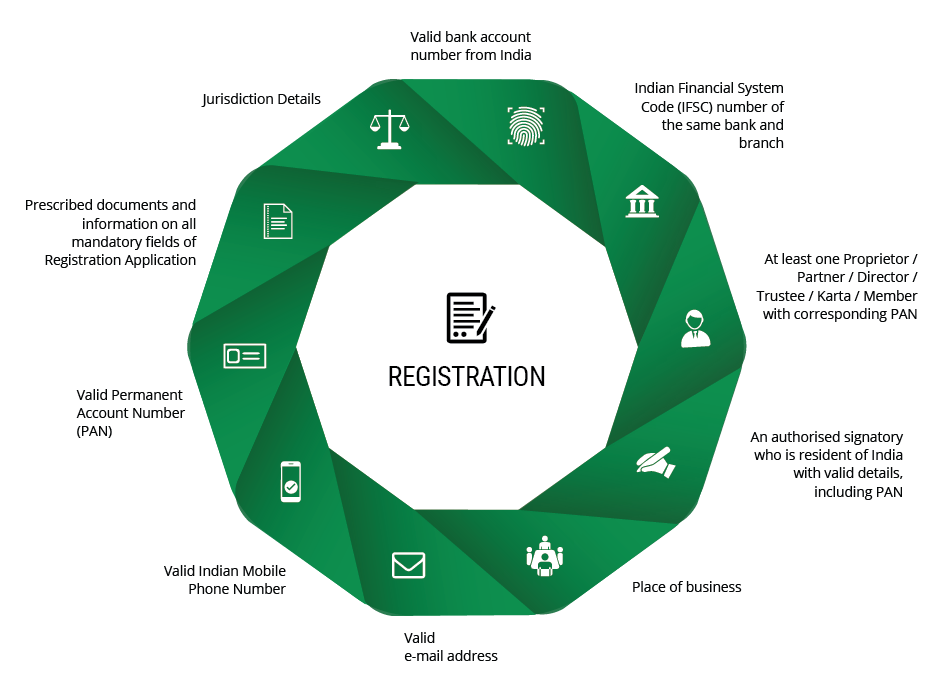 Valid bank account
number from India
Indian Financial System
Code (IFSC) number of
the same bank and
branch
At least one Proprietor /
Partner / Director /
Trustee / Karta / Member
with corresponding PAN
An authorised signatory
who is resident of India
with valid details,
including PAN
Place of business
Valid
e-mail address
Valid Indian Mobile
Phone Number
Valid Permanent
Account Number
(PAN)
Prescribed documents and
information on all
mandatory fields of
Registration Application
Jurisdiction Details
REGISTRATION